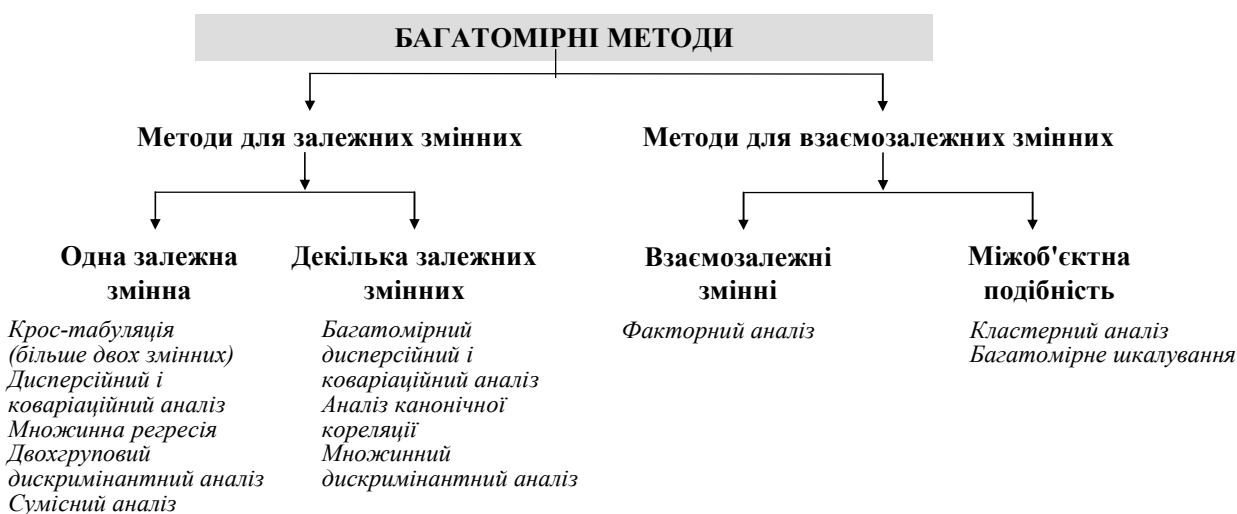 БАГАТОМІРНІ МЕТОДИ
Методи для залежних змінних
Методи для взаємозалежних змінних
Одна залежна
змінна
Декілька залежних
змінних
Взаємозалежні
змінні
Міжоб'єктна
подібність
Крос-табуляція
(більше двох змінних)
Дисперсійний і
коваріаційний аналіз
Множинна регресія
Двохгруповий
дискримінантний аналіз
Сумісний аналіз
Багатомірний
дисперсійний і
коваріаційний аналіз
Аналіз канонічної
кореляції
Множинний
дискримінантний аналіз
Факторний аналіз
Кластерний аналіз
Багатомірне шкалування